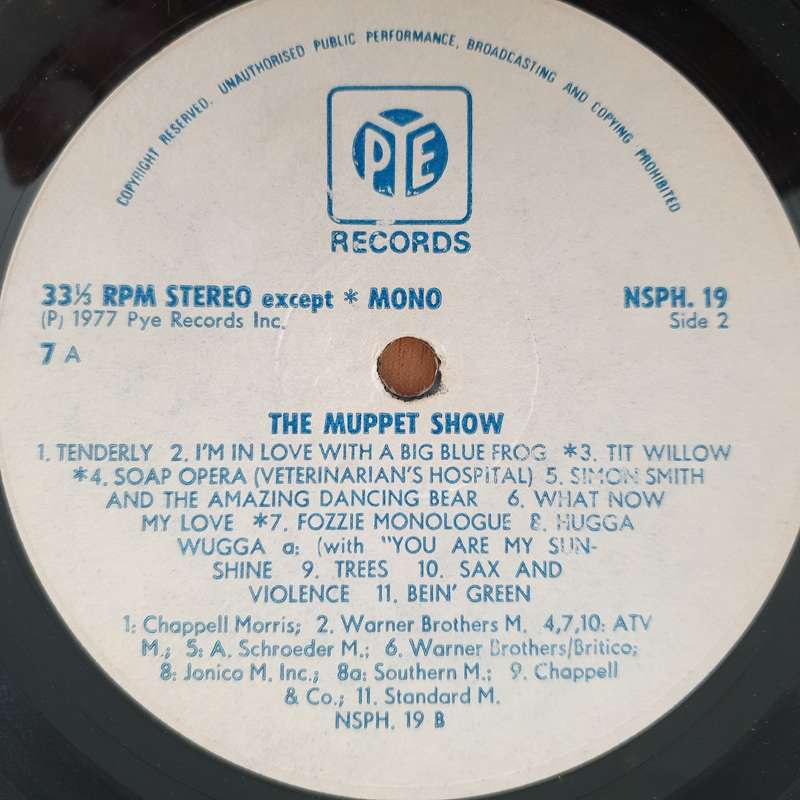 COPYRIGHT RESERVED. UNAUTHORISED PUBLIC PERFORMANCE, BROADCASTING AND COPYING PROHIBITED
PYE
RECORDS
33⅓ RPM STEREO except * MONO
(P) 1977 Pye Records Inc.
7 A
NSPH. 19
Side 2
THE MUPPET SHOW
1. TENDERLY 2. I'M IN LOVE WITH A BIG BLUE FROG *3. TIT WILLOW
*4. SOAP OPERA (VETERINARIAN'S HOSPITAL) 5. SIMON SMITH
AND THE AMAZING DANCING BEAR 6. WHAT NOW
MY LOVE *7. FOZZIE MONOLOGUE 8. HUGGA
WUGGA a: (with "YOU ARE MY SUN-
SHINE 9. TREES 10. SAX AND
VIOLENCE 11. BEIN' GREEN
1: Chappell Morris; 2. Warner Brothers M. 4,7,10: ATV
M.; 5: A. Schroeder M.; 6. Warner Brothers/Britico;
8: Jonico M. Inc.; 8a: Southern M.; 9. Chappell
& Co.; 11. Standard M.
NSPH. 19 B